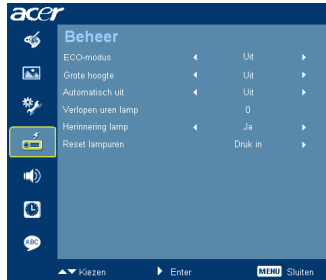 acer
Beheer
ECO-modus Uit
Grote hoogte Uit
Automatisch uit Uit
Verlopen uren lamp 0
Herinnering lamp Ja
Reset lampuren Druk in
ABC
Kiezen Enter MENU Sluiten